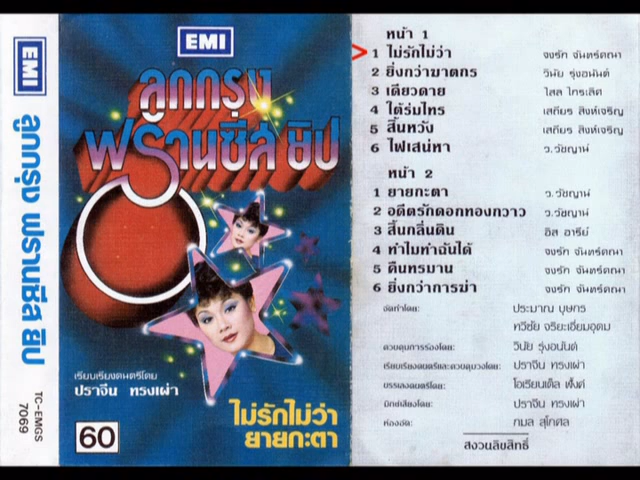 EMI
ลูกกรุง ฟรานซีส ยิป
TC-EMGS
7069
EMI
ลูกกรุง
ฟรานซีส ยิป
เรียบเรียงดนตรีโดย
ปราจีน ทรงเผ่า
60
ไม่รักไม่ว่า
ยายกะตา
หน้า 1
1 ไม่รักไม่ว่า จงรัก จันทร์คณา
2 ยิ่งกว่าฆาตกร วินัย รุ่งอนันต์
3 เดียวดาย ไสล ไกรเลิศ
4 ใต้ร่มไทร เสถียร สิงห์เจริญ
5 สิ้นหวัง เสถียร สิงห์เจริญ
6 ไฟเสน่หา ว.วัชญาน์
หน้า 2
1 ยายกะตา ว.วัชญาน์
2 อดีตรักดอกทองกวาว ว.วัชญาน์
3 สิ้นกลิ่นดิน อิส อารีย์
4 ทำไมทำฉันได้ จงรัก จันทร์คณา
5 คืนทรมาน จงรัก จันทร์คณา
6 ยิ่งกว่าการฆ่า จงรัก จันทร์คณา
จัดทำโดย: ประมาณ บุษกร
ทวีชัย จริยะเอี่ยมอุดม
ควบคุมการร้องโดย: วินัย รุ่งอนันต์
เรียบเรียงดนตรีและควบคุมวงโดย: ปราจีน ทรงเผ่า
บรรเลงดนตรีโดย: โอเรียนเต็ล ฟั้งค์
มิกซ์เสียงโดย: ปราจีน ทรงเผ่า
ห้องอัด: กมล สุโกศล
สงวนลิขสิทธิ์